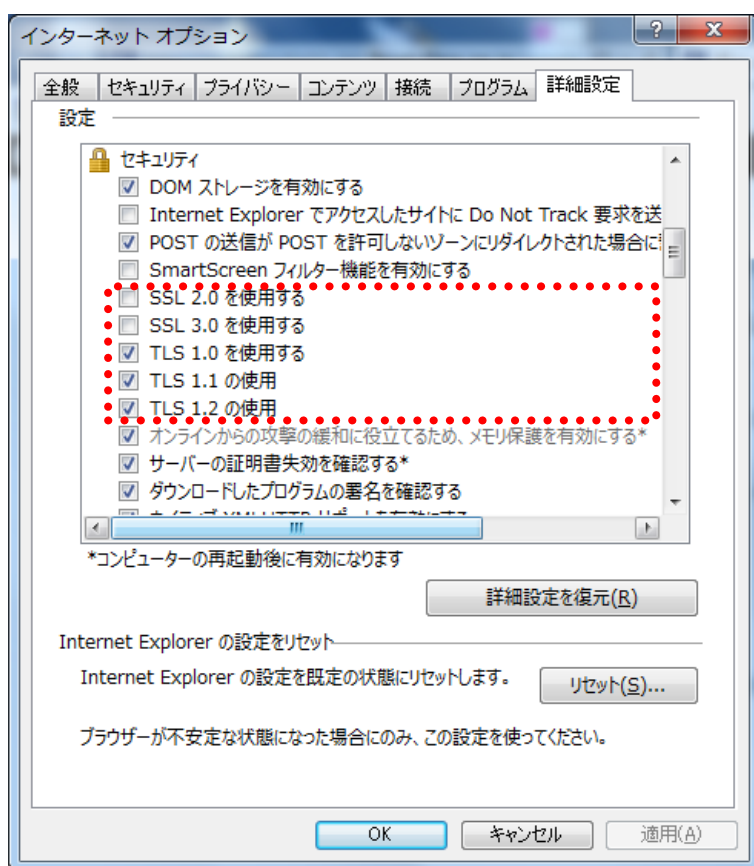 インターネット オプション
全般 セキュリティ プライバシー コンテンツ 接続 プログラム 詳細設定
設定
セキュリティ
DOM ストレージを有効にする
Internet Explorer でアクセスしたサイトに Do Not Track 要求を送
POST の送信が POST を許可しないゾーンにリダイレクトされた場合に
SmartScreen フィルター機能を有効にする
SSL 2.0 を使用する
SSL 3.0 を使用する
TLS 1.0 を使用する
TLS 1.1 の使用
TLS 1.2 の使用
オンラインからの攻撃の緩和に役立てるため、メモリ保護を有効にする*
サーバーの証明書失効を確認する*
ダウンロードしたプログラムの署名を確認する
*コンピューターの再起動後に有効になります
詳細設定を復元(R)
Internet Explorer の設定をリセット
Internet Explorer の設定を既定の状態にリセットします。
リセット(S)...
ブラウザーが不安定な状態になった場合にのみ、この設定を使ってください。
OK キャンセル 適用(A)